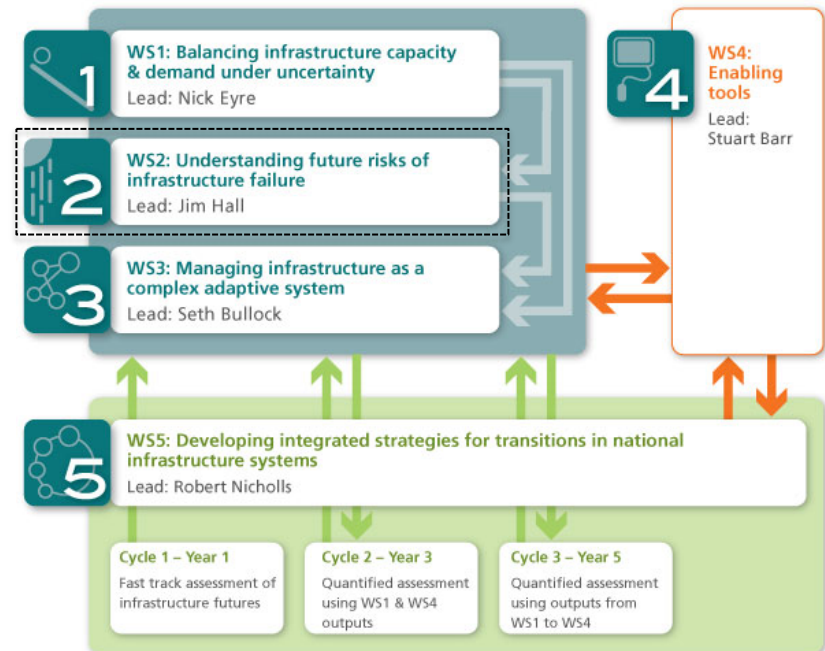 1
WS1: Balancing infrastructure capacity
& demand under uncertainty
Lead: Nick Eyre
2
WS2: Understanding future risks of
infrastructure failure
Lead: Jim Hall
3
WS3: Managing infrastructure as a
complex adaptive system
Lead: Seth Bullock
4
WS4:
Enabling
tools
Lead:
Stuart Barr
5
WS5: Developing integrated strategies for transitions in national
infrastructure systems
Lead: Robert Nicholls
Cycle 1 – Year 1
Fast track assessment of
infrastructure futures
Cycle 2 – Year 3
Quantified assessment
using WS1 & WS4
outputs
Cycle 3 – Year 5
Quantified assessment
using outputs from
WS1 to WS4